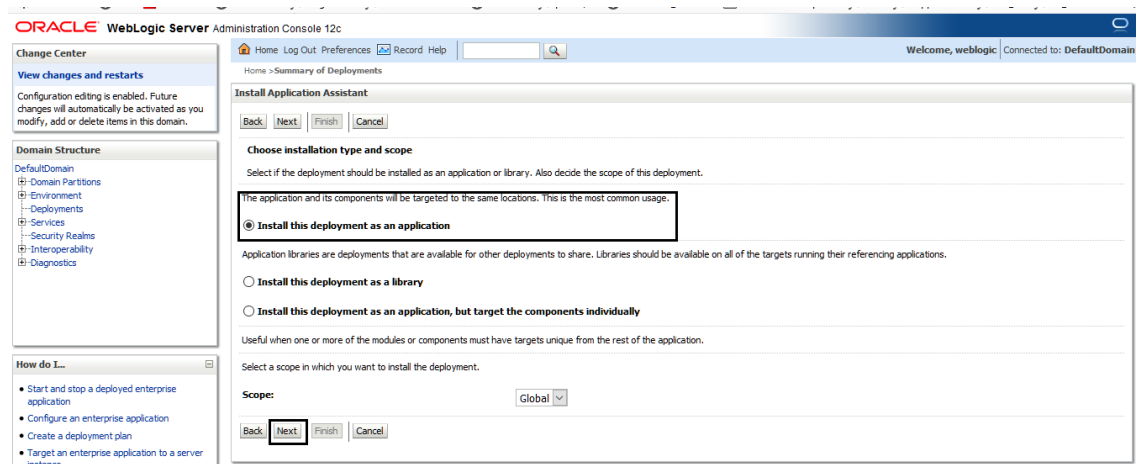 ORACLE WebLogic Server Administration Console 12c
Change Center
View changes and restarts
Configuration editing is enabled. Future
changes will automatically be activated as you
modify, add or delete items in this domain.
Domain Structure
DefaultDomain
Domain Partitions
Environment
Deployments
Services
Security Realms
Interoperability
Diagnostics
How do I...
Start and stop a deployed enterprise
application
Configure an enterprise application
Create a deployment plan
Target an enterprise application to a server
Home Log Out Preferences Record Help
Welcome, weblogic Connected to: DefaultDomain
Home >Summary of Deployments
Install Application Assistant
Back Next Finish Cancel
Choose installation type and scope
Select if the deployment should be installed as an application or library. Also decide the scope of this deployment.
The application and its components will be targeted to the same locations. This is the most common usage.
Install this deployment as an application
Application libraries are deployments that are available for other deployments to share. Libraries should be available on all of the targets running their referencing applications.
Install this deployment as a library
Install this deployment as an application, but target the components individually
Useful when one or more of the modules or components must have targets unique from the rest of the application.
Select a scope in which you want to install the deployment.
Scope: Global
Back Next Finish Cancel